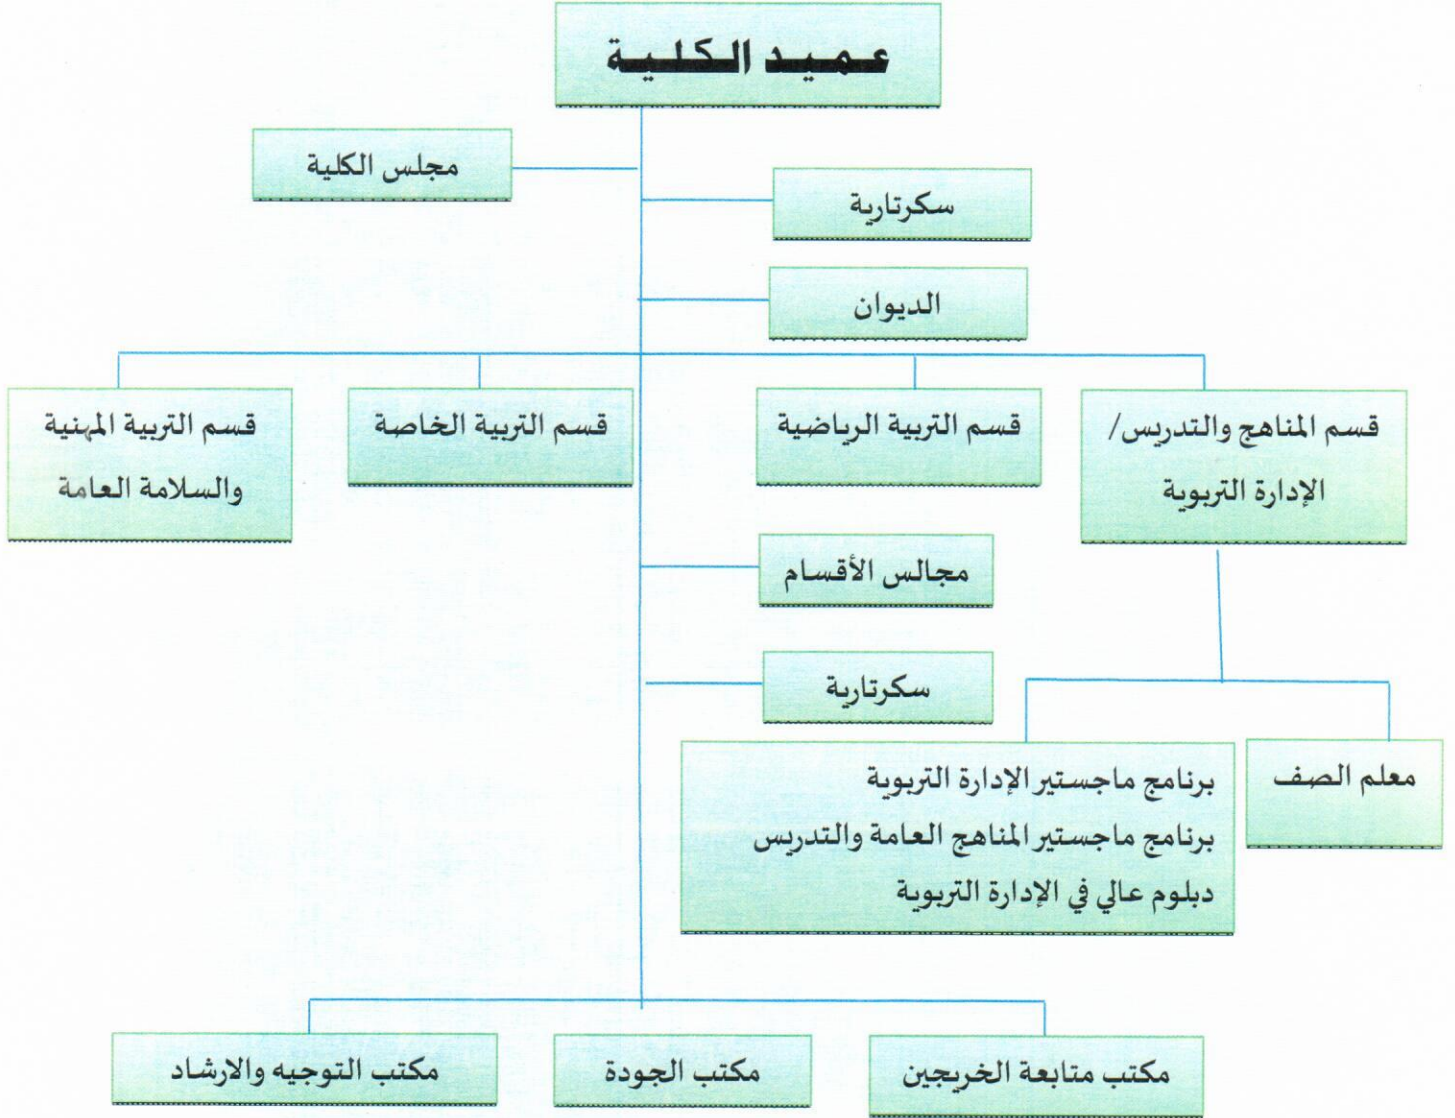 عميد الكلية
مجلس الكلية
سكرتارية
الديوان
قسم المناهج والتدريس/
الإدارة التربوية
قسم التربية الرياضية
قسم التربية الخاصة
قسم التربية المهنية
والسلامة العامة
مجالس الأقسام
سكرتارية
معلم الصف
برنامج ماجستير الإدارة التربوية
برنامج ماجستير المناهج العامة والتدريس
دبلوم عالي في الإدارة التربوية
مكتب متابعة الخريجين
مكتب الجودة
مكتب التوجيه والارشاد